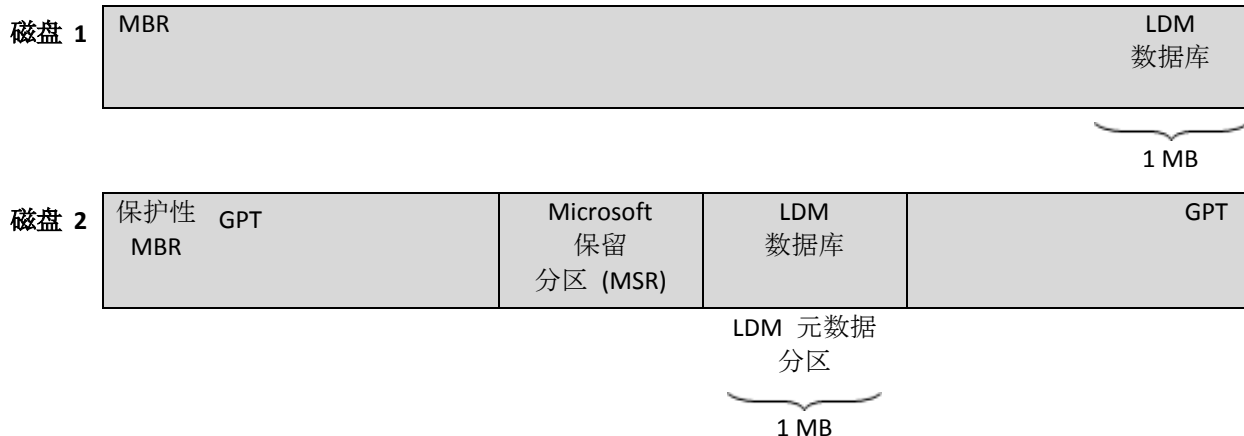 磁盘 1
MBR
LDM
数据库
1 MB
磁盘 2
保护性
MBR
GPT
Microsoft
保留
分区 (MSR)
LDM
数据库
GPT
LDM 元数据
分区
1 MB